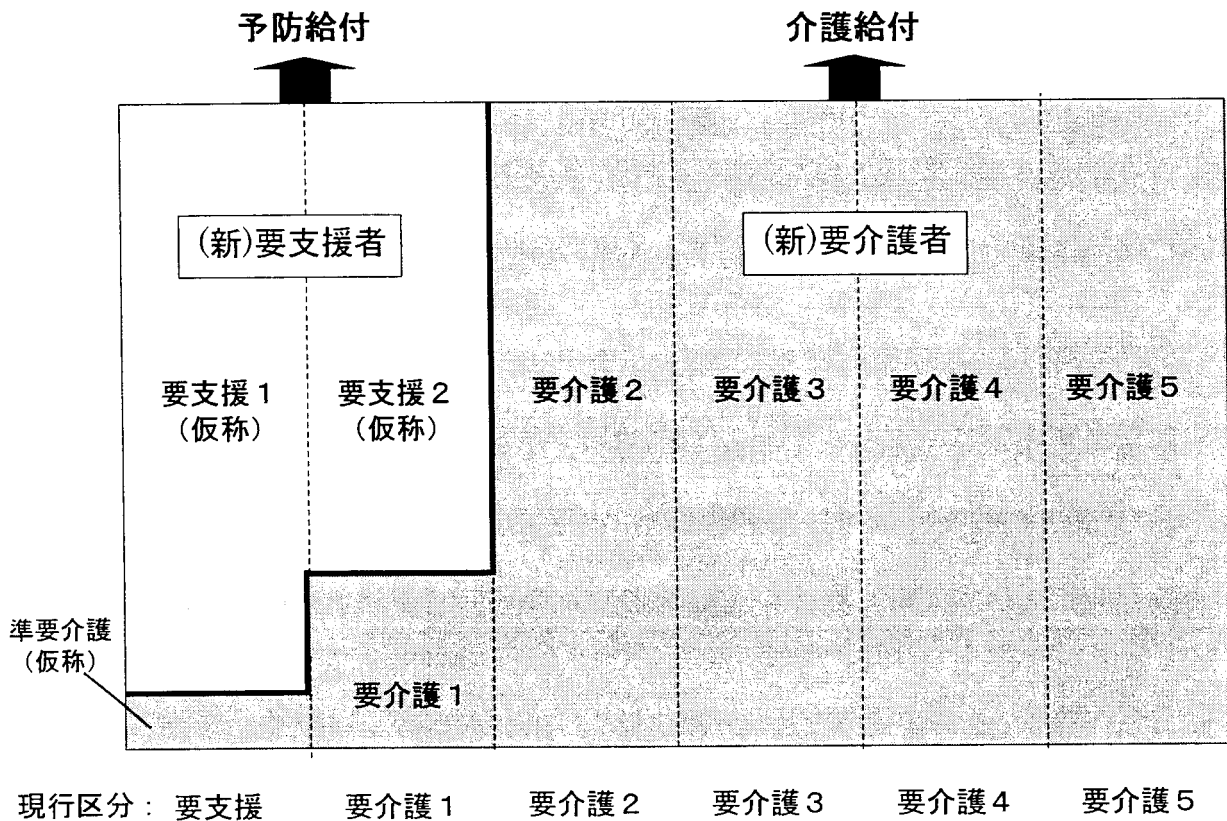 予防給付
介護給付
(新)要支援者
(新)要介護者
要支援1
(仮称)
要支援2
(仮称)
要介護2
要介護3
要介護4
要介護5
準要介護
(仮称)
要介護1
現行区分: 要支援 要介護1 要介護2 要介護3 要介護4 要介護5